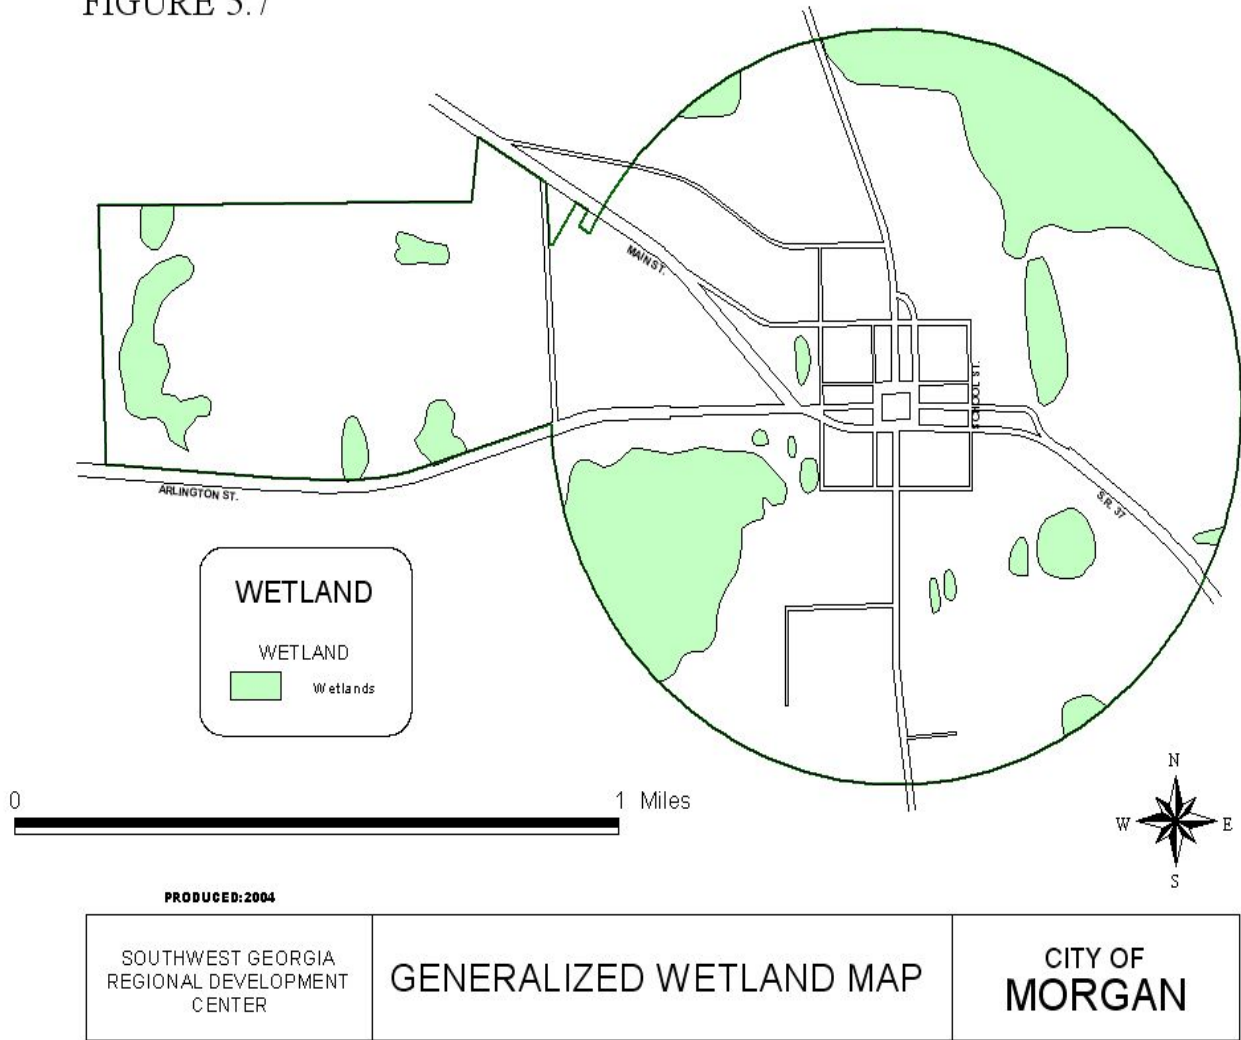 FIGURE 5.7
MAIN ST.
SCHOOL ST.
ARLINGTON ST.
S.R. 37
WETLAND
WETLAND
Wetlands
0 1 Miles
N
W E
S
PRODUCED:2004
SOUTHWEST GEORGIA
REGIONAL DEVELOPMENT
CENTER
GENERALIZED WETLAND MAP
CITY OF
MORGAN